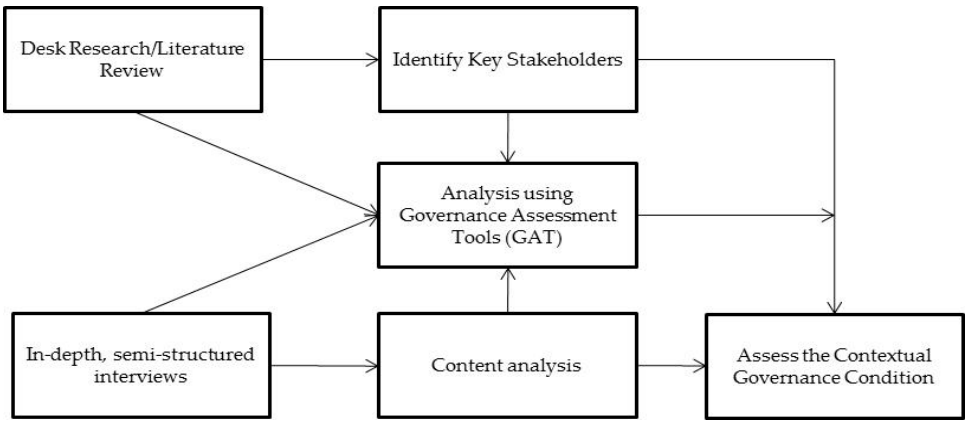 Desk Research/Literature
Review
Identify Key Stakeholders
Analysis using
Governance Assessment
Tools (GAT)
In-depth, semi-structured
interviews
Content analysis
Assess the Contextual
Governance Condition